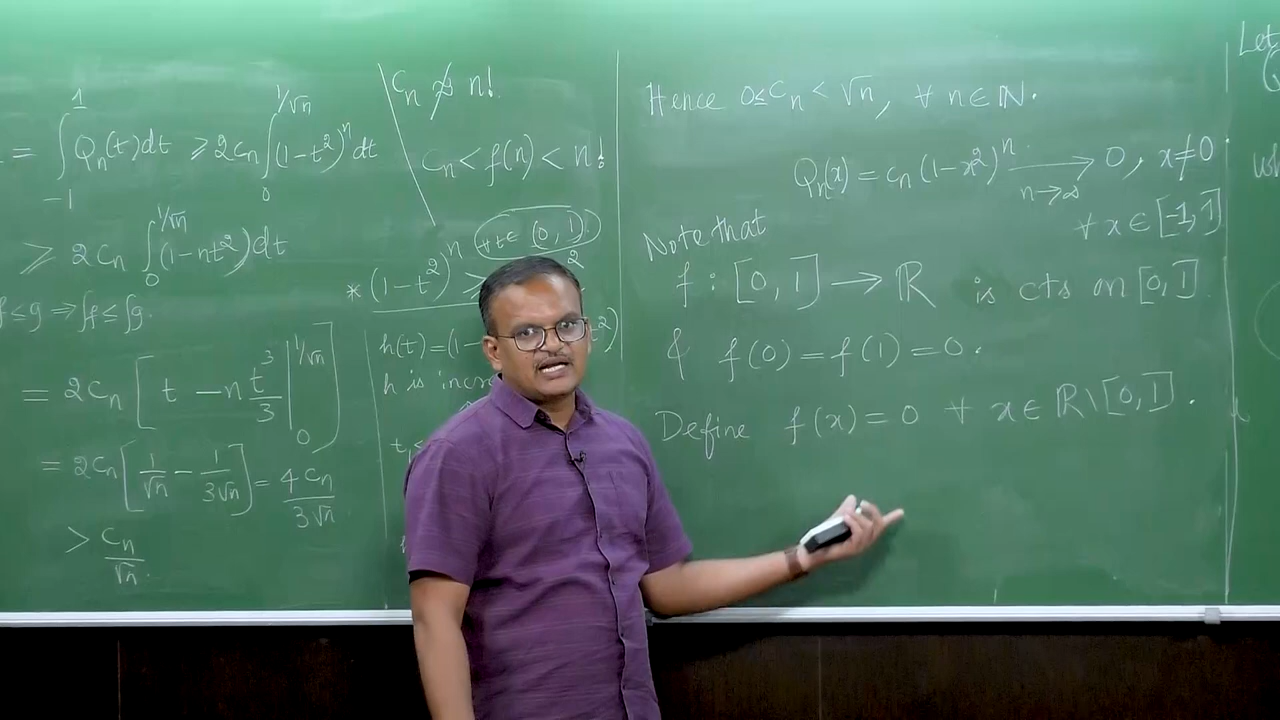 = ∫_{-1}^{1} Q_n(t)dt ≥ 2c_n ∫_0^{1/√n} (1-t²)^n dt
≥ 2c_n ∫_0^{1/√n} (1-nt²)dt
f≤g ⇒ ∫f ≤ ∫g.
= 2c_n [ t - n t³/3 |_0^{1/√n} ]
= 2c_n [ 1/√n - 1/3√n ] = 4c_n/3√n
> c_n/√n.
c_n ≯ n!
c_n < f(n) < n!
* (1-t²)^n ≥
∀ t ∈ (0,1)
h(t)=(1-
²)
h is incre
Hence 0≤c_n < √n, ∀ n∈ℕ.
Q_n(x) = c_n (1-x²)^n ⟶ 0, x≠0
n→∞
∀ x∈[-1,1]
Note that
f : [0,1] → ℝ is cts on [0,1]
& f(0)=f(1)=0.
Define f(x)=0 ∀ x∈ℝ\[0,1].
Let